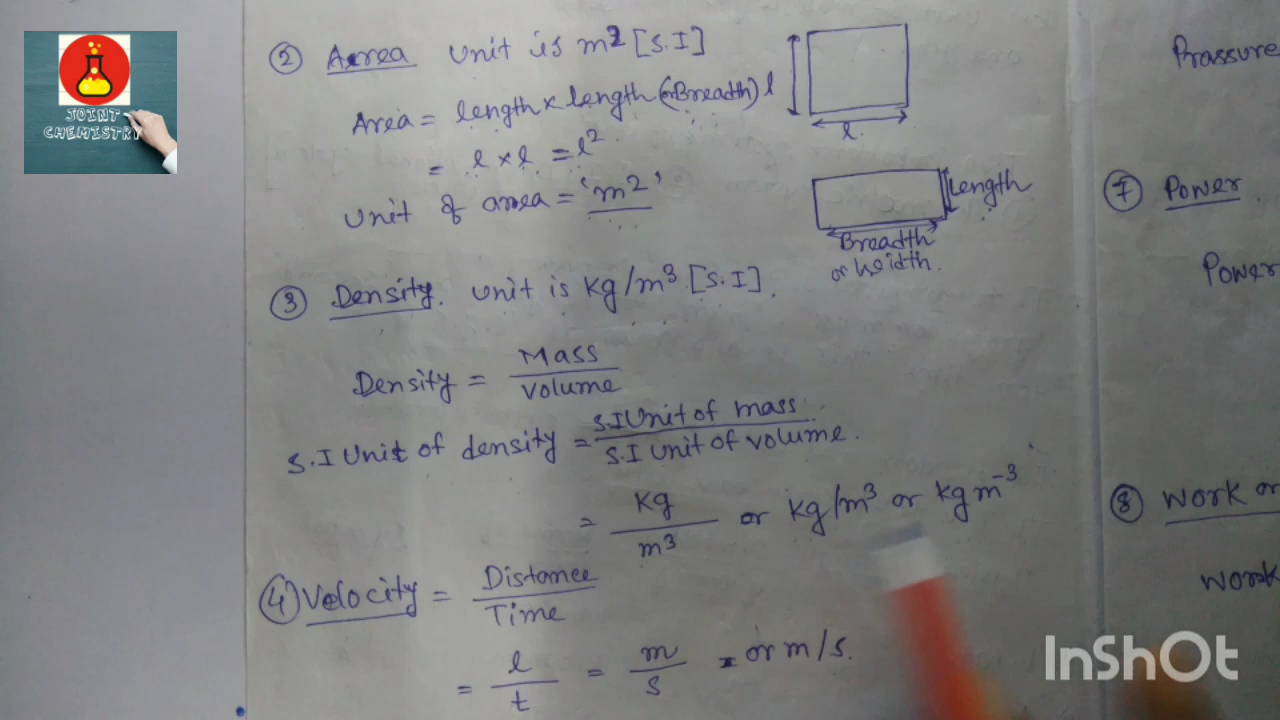 JOINT
CHEMISTRY
② Area Unit is m² [S.I]
Area = length × length (or Breadth) l
l
= l × l = l²
Unit of area = 'm²'
Length
Breadth
or width.
③ Density. Unit is kg/m³ [S.I].
Density = Mass / Volume
S.I Unit of density = S.I Unit of mass. / S.I unit of volume.
= Kg / m³ or kg/m³ or kg m⁻³
④ Velocity = Distance / Time
= l / t = m / s or m/s.
Prassure
⑦ Power
Power
⑧ Work or
Work
InShOt